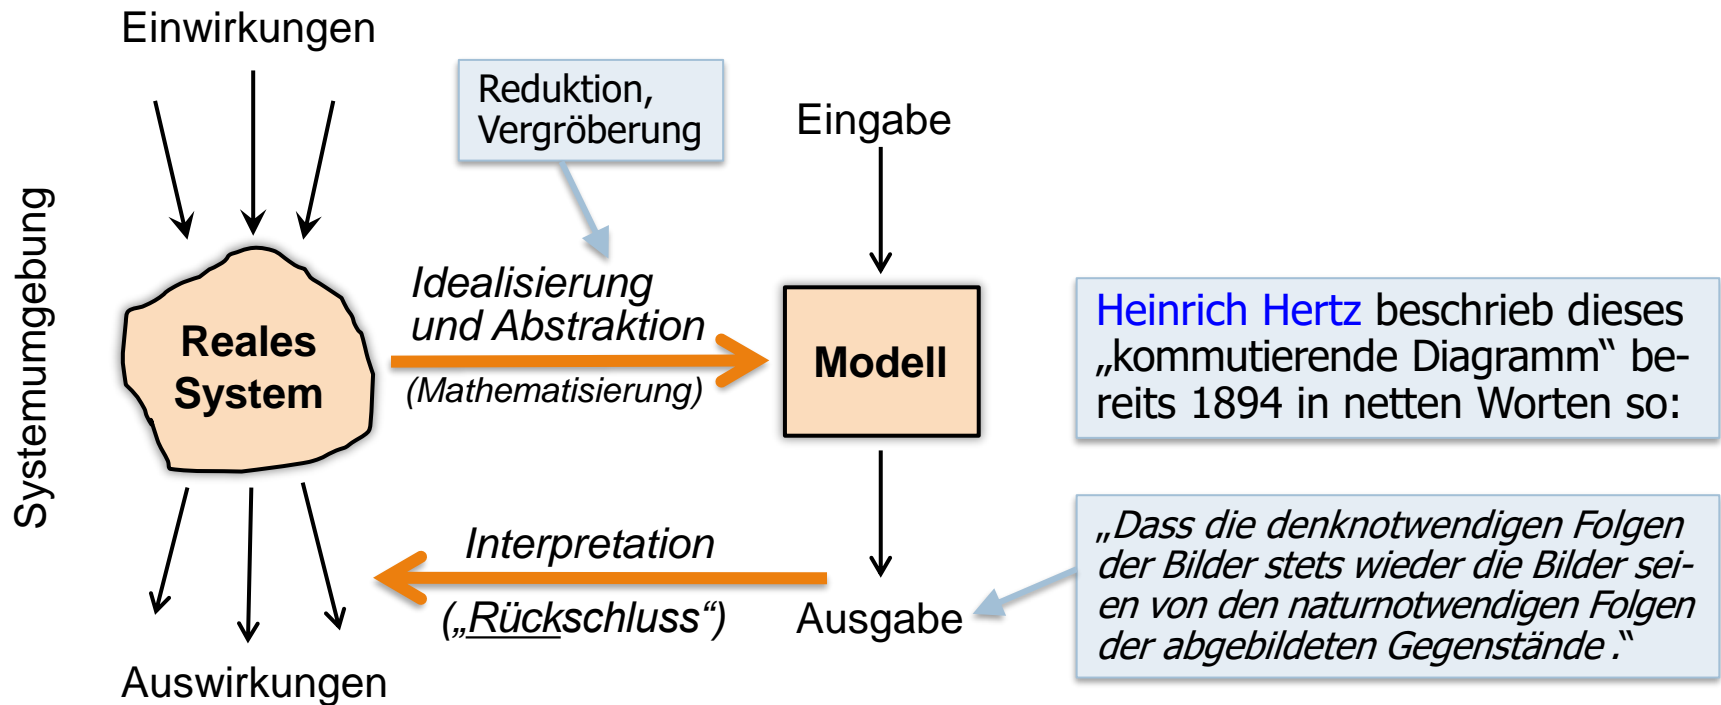 Einwirkungen
Systemumgebung
Reales
System
Auswirkungen
Reduktion,
Vergröberung
Idealisierung
und Abstraktion
(Mathematisierung)
Interpretation
(„Rückschluss“)
Eingabe
Modell
Ausgabe
Heinrich Hertz beschrieb dieses
„kommutierende Diagramm“ be-
reits 1894 in netten Worten so:
„Dass die denknotwendigen Folgen
der Bilder stets wieder die Bilder sei-
en von den naturnotwendigen Folgen
der abgebildeten Gegenstände.“